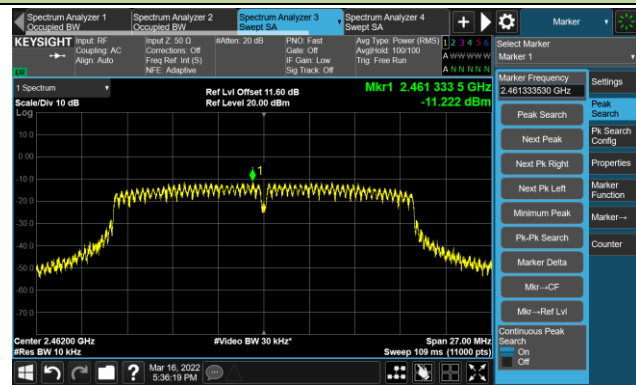 Spectrum Analyzer 1
Occupied BW
Spectrum Analyzer 2
Occupied BW
Spectrum Analyzer 3
Swept SA
Spectrum Analyzer 4
Swept SA
Marker
KEYSIGHT
Input: RF
Coupling: AC
Align: Auto
Input Z: 50 Ω
Corrections: Off
Freq Ref: Int (S)
NFE: Adaptive
#Atten: 20 dB
PNO: Fast
Gate: Off
IF Gain: Low
Sig Track: Off
Avg Type: Power (RMS)
Avg|Hold: 100/100
Trig: Free Run
1 2 3 4 5 6
A W W W W W
A N N N N N
Select Marker
Marker 1
LW
1 Spectrum
Scale/Div 10 dB
Log
Ref Lvl Offset 11.60 dB
Ref Level 20.00 dBm
Mkr1 2.461 333 5 GHz
-11.222 dBm
10.0
0.00
-10.0
-20.0
-30.0
-40.0
-50.0
-60.0
-70.0
1
Center 2.46200 GHz
#Res BW 10 kHz
#Video BW 30 kHz*
Span 27.00 MHz
Sweep 109 ms (11000 pts)
Marker Frequency
2.461333530 GHz
Peak Search
Next Peak
Next Pk Right
Next Pk Left
Minimum Peak
Pk-Pk Search
Marker Delta
Mkr→CF
Mkr→Ref Lvl
Continuous Peak
Search
On
Off
Settings
Peak
Search
Pk Search
Config
Properties
Marker
Function
Marker→
Counter
?
Mar 16, 2022
5:36:19 PM